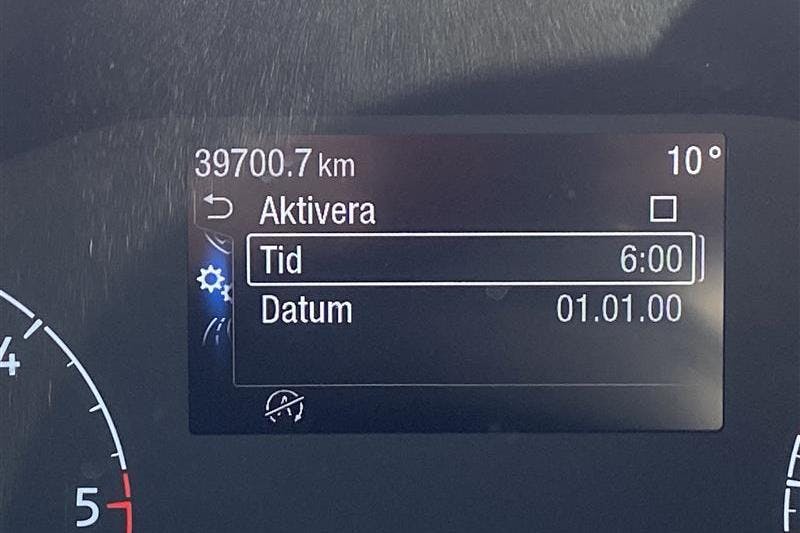 39700.7 km 10°
Aktivera
Tid 6:00
Datum 01.01.00
4
5